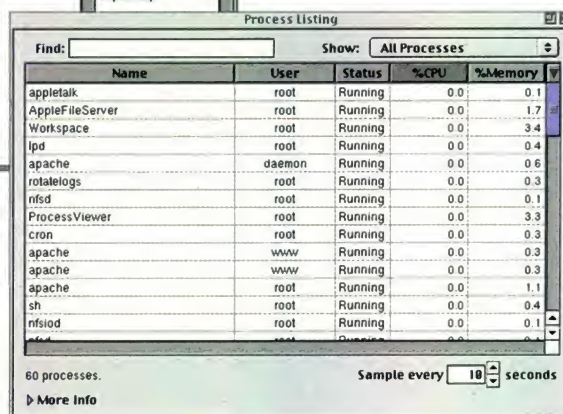 Process Listing
Find: Show: All Processes
Name User Status %CPU %Memory
appletalk root Running 0.0 0.1
AppleFileServer root Running 0.0 1.7
Workspace root Running 0.0 3.4
lpd root Running 0.0 0.4
apache daemon Running 0.0 0.6
rotatelogs root Running 0.0 0.3
nfsd root Running 0.0 0.1
ProcessViewer root Running 0.0 3.3
cron root Running 0.0 0.3
apache www Running 0.0 0.3
apache www Running 0.0 0.3
apache root Running 0.0 1.1
sh root Running 0.0 0.4
nfsiod root Running 0.0 0.1
60 processes. Sample every 10 seconds
More Info